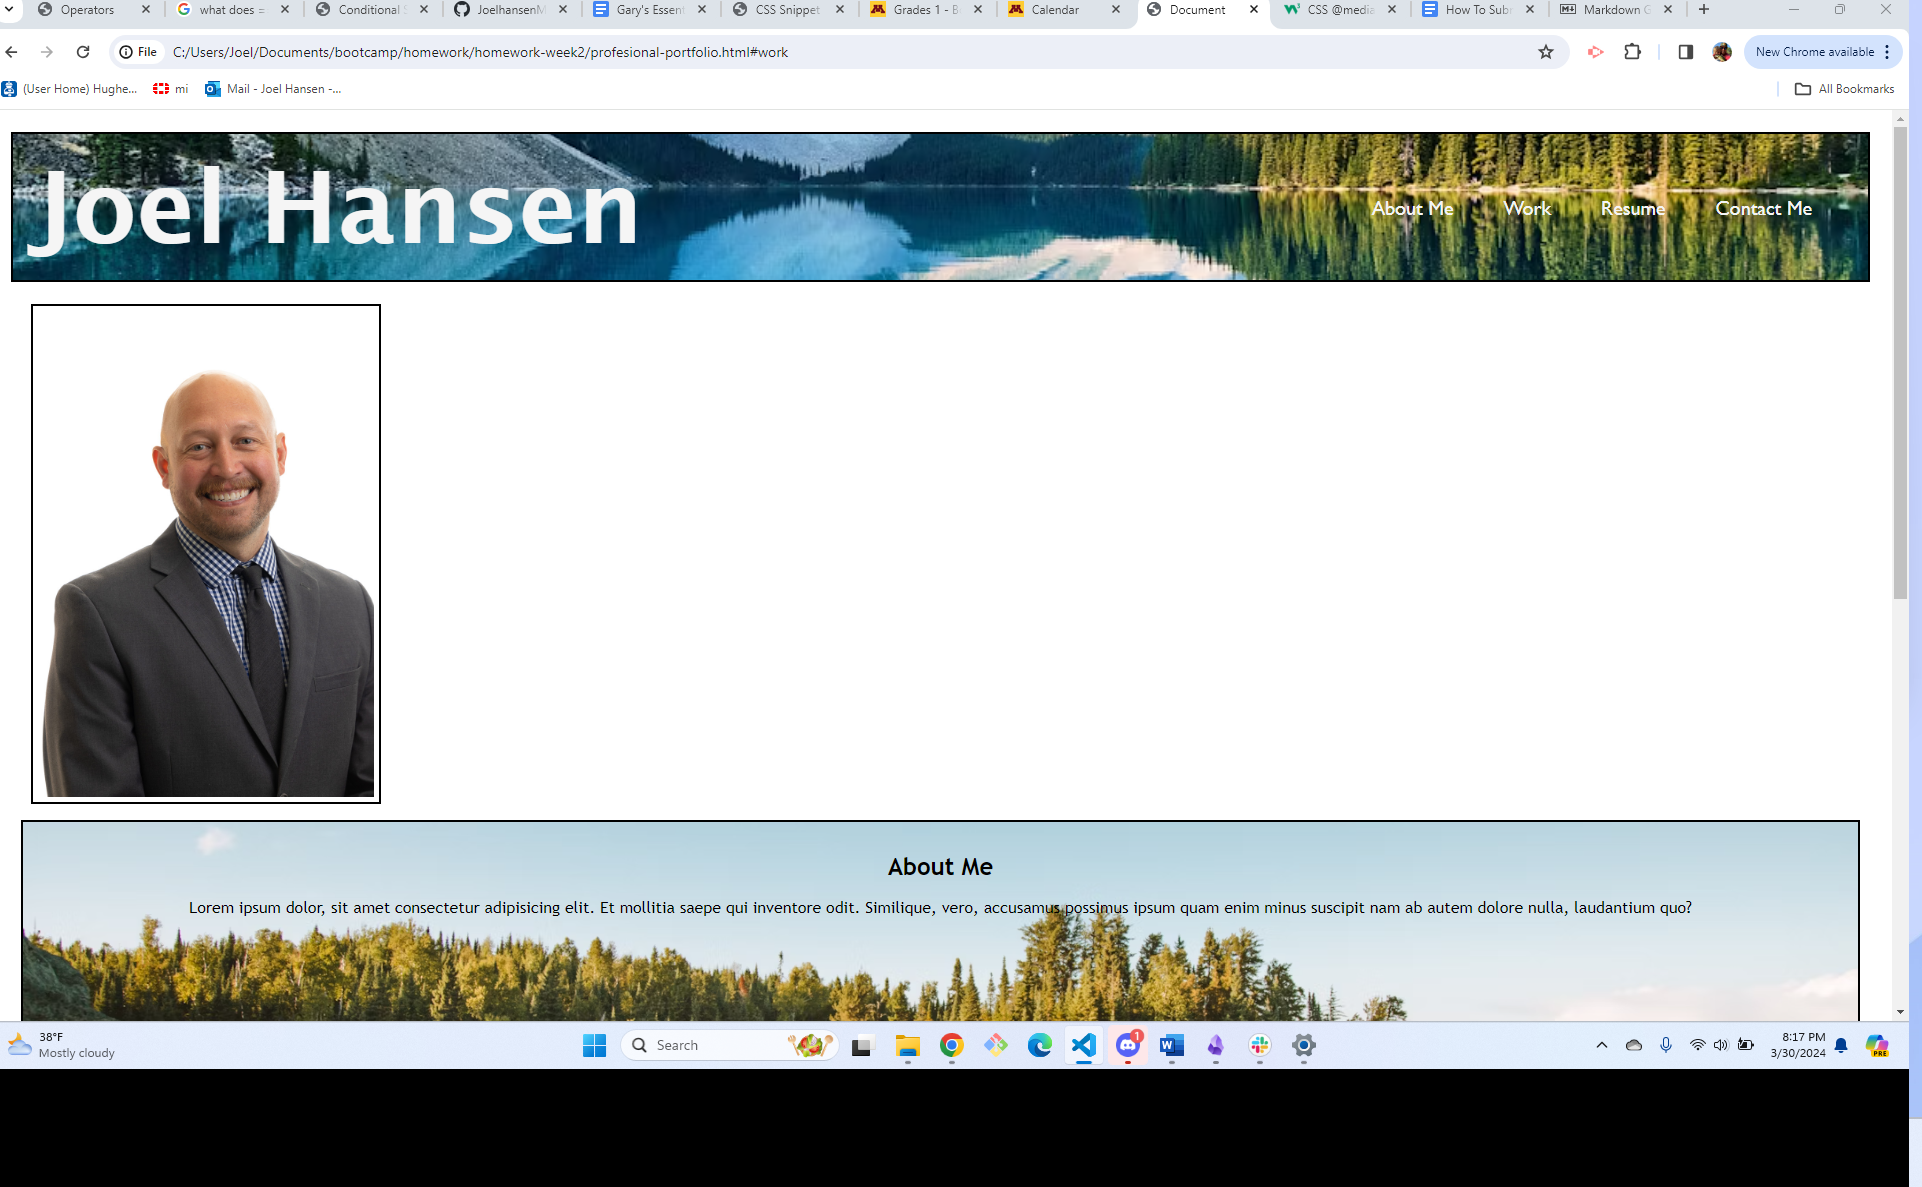 Operators
what does =
Conditional S
JoelhansenM
Gary's Essent
CSS Snippet
Grades 1 - B
Calendar
Document
CSS @media
How To Subm
Markdown G
File
C:/Users/Joel/Documents/bootcamp/homework/homework-week2/profesional-portfolio.html#work
New Chrome available
(User Home) Hughe...
mi
Mail - Joel Hansen -...
All Bookmarks
Joel Hansen
About Me
Work
Resume
Contact Me
About Me
Lorem ipsum dolor, sit amet consectetur adipisicing elit. Et mollitia saepe qui inventore odit. Similique, vero, accusamus possimus ipsum quam enim minus suscipit nam ab autem dolore nulla, laudantium quo?
38°F
Mostly cloudy
Search
1
8:17 PM
3/30/2024
PRE